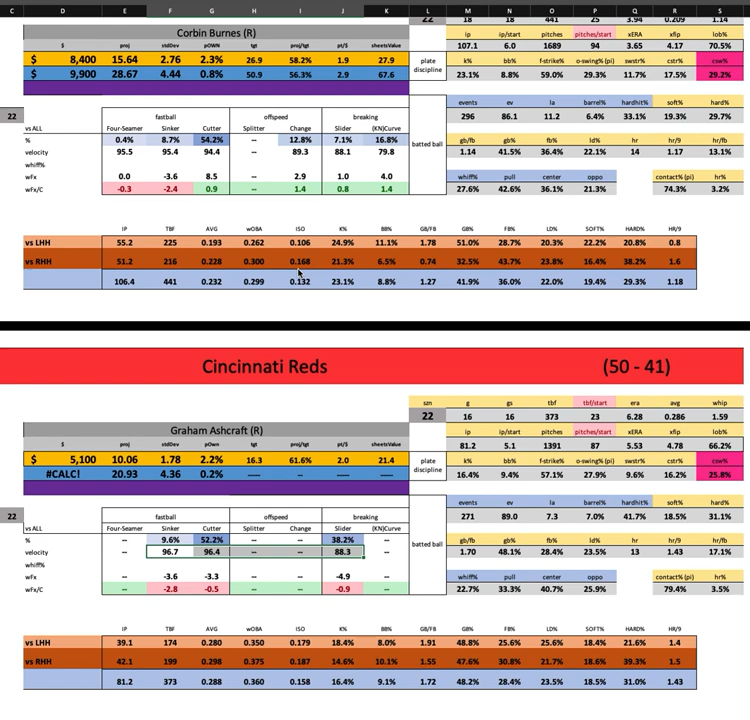 C D E F G H I J K L M N O P Q R S
22 18 18 441 25 3.94 0.209 1.14
Corbin Burnes (R) ip ip/start pitches pitches/start xERA xfip lob%
107.1 6.0 1689 94 3.65 4.17 70.5%
$ proj stdDev pOWN tgt proj/tgt pt/$ sheetsValue
$ 8,400 15.64 2.76 2.3% 26.9 58.2% 1.9 27.9 plate discipline k% bb% f-strike% o-swing% (pi) swstr% cstr% csw%
$ 9,900 28.67 4.44 0.8% 50.9 56.3% 2.9 67.6 23.1% 8.8% 59.0% 25.3% 11.7% 17.5% 29.2%
events ev la barrel% hardhit% soft% hard%
22 fastball offspeed breaking 296 86.1 11.2 6.4% 33.1% 19.3% 29.7%
vs ALL Four-Seamer Sinker Cutter Splitter Change Slider (KN)Curve batted ball
% 0.4% 8.7% 54.2% -- 12.8% 7.1% 16.8% gb/fb gb% fb% ld% hr hr/9 hr/fb
velocity 95.5 95.4 94.4 -- 89.3 88.1 79.8 1.14 41.5% 36.4% 22.1% 14 1.17 13.1%
whiff%
wFx 0.0 -3.6 8.5 -- 2.9 1.0 4.0 whiff% pull center oppo contact% (pi) hr%
wFx/C -0.3 -2.4 0.9 -- 1.4 0.8 1.4 27.6% 42.6% 36.1% 21.3% 74.3% 3.2%
IP TBF AVG wOBA ISO K% BB% GB/FB GB% FB% LD% SOFT% HARD% HR/9
vs LHH 55.2 225 0.193 0.262 0.106 24.9% 11.1% 1.78 51.0% 28.7% 20.3% 22.2% 20.8% 0.8
vs RHH 51.2 216 0.228 0.300 0.168 21.3% 6.5% 0.74 32.5% 43.7% 23.8% 16.4% 38.2% 1.6
106.4 441 0.232 0.299 0.132 23.1% 8.8% 1.27 41.9% 36.0% 22.0% 19.4% 29.3% 1.18
Cincinnati Reds (50 - 41)
szn g gs tbf tbf/start era avg whip
22 16 16 373 23 6.28 0.286 1.59
Graham Ashcraft (R) ip ip/start pitches pitches/start xERA xfip lob%
$ proj stdDev pOwn tgt proj/tgt pt/$ sheetsValue 81.2 5.1 1391 87 5.53 4.78 66.2%
$ 5,100 10.06 1.78 2.2% 16.3 61.6% 2.0 21.4 plate discipline k% bb% f-strike% o-swing% (pi) swstr% cstr% csw%
#CALC! 20.93 4.36 0.2% ---- ---- -- ---- 16.4% 9.4% 57.1% 27.9% 9.6% 16.2% 25.8%
events ev la barrel% hardhit% soft% hard%
22 fastball offspeed breaking 271 89.0 7.3 7.0% 41.7% 18.5% 31.1%
vs ALL Four-Seamer Sinker Cutter Splitter Change Slider (KN)Curve batted ball
% -- 9.6% 52.2% -- -- 38.2% -- gb/fb gb% fb% ld% hr hr/9 hr/fb
velocity -- 96.7 96.4 -- -- 88.3 -- 1.70 48.1% 28.4% 23.5% 13 1.43 17.1%
whiff%
wFx -- -3.6 -3.3 -- -- -4.9 -- whiff% pull center oppo contact% (pi) hr%
wFx/C -- -2.8 -0.5 -- -- -0.9 -- 22.7% 33.3% 40.7% 25.9% 79.4% 3.5%
IP TBF AVG wOBA ISO K% BB% GB/FB GB% FB% LD% SOFT% HARD% HR/9
vs LHH 39.1 174 0.280 0.350 0.179 18.4% 8.0% 1.91 48.8% 25.6% 25.6% 18.4% 21.6% 1.4
vs RHH 42.1 199 0.298 0.375 0.187 14.6% 10.1% 1.55 47.6% 30.8% 21.7% 18.6% 39.3% 1.5
81.2 373 0.288 0.360 0.158 16.4% 9.1% 1.72 48.2% 28.4% 23.5% 18.5% 31.0% 1.43